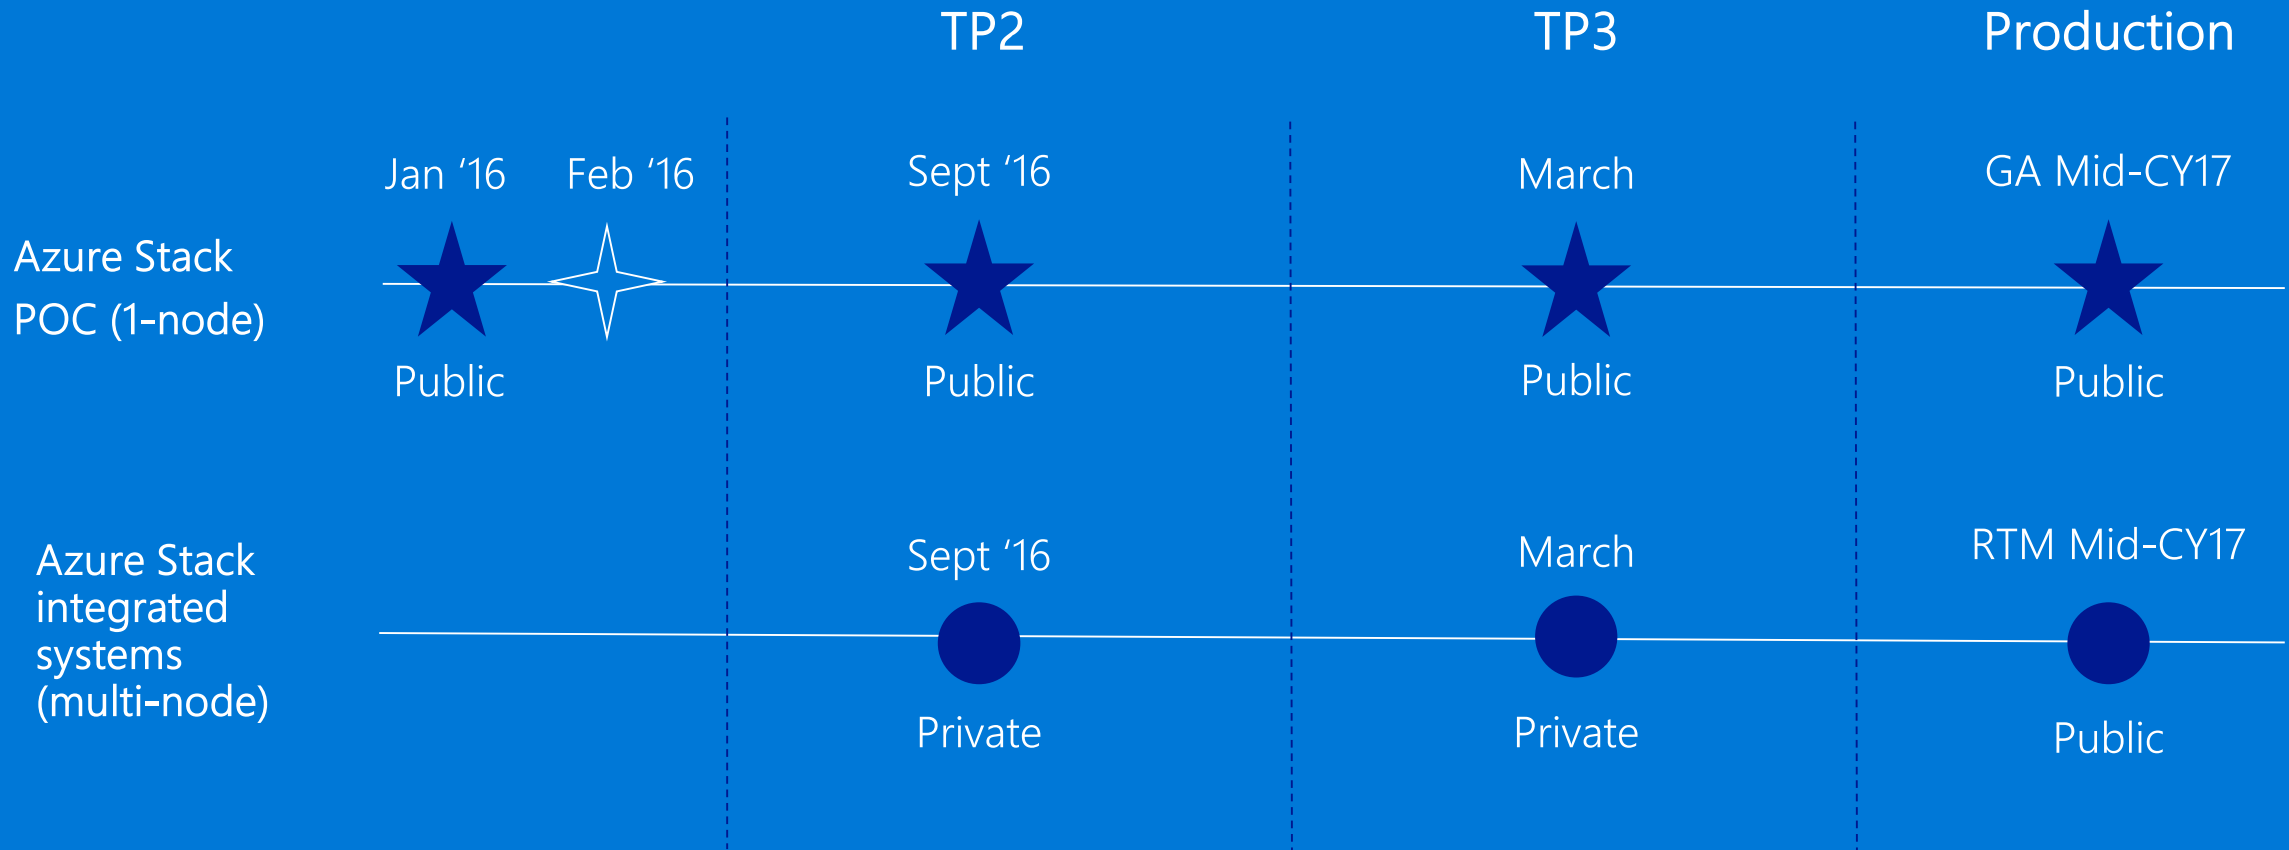 TP2
TP3
Production
Jan ‘16
Feb ‘16
Sept ‘16
March
GA Mid-CY17
Azure Stack
POC (1-node)
Public
Public
Public
Public
Sept ‘16
March
RTM Mid-CY17
Azure Stack
integrated
systems
(multi-node)
Private
Private
Public